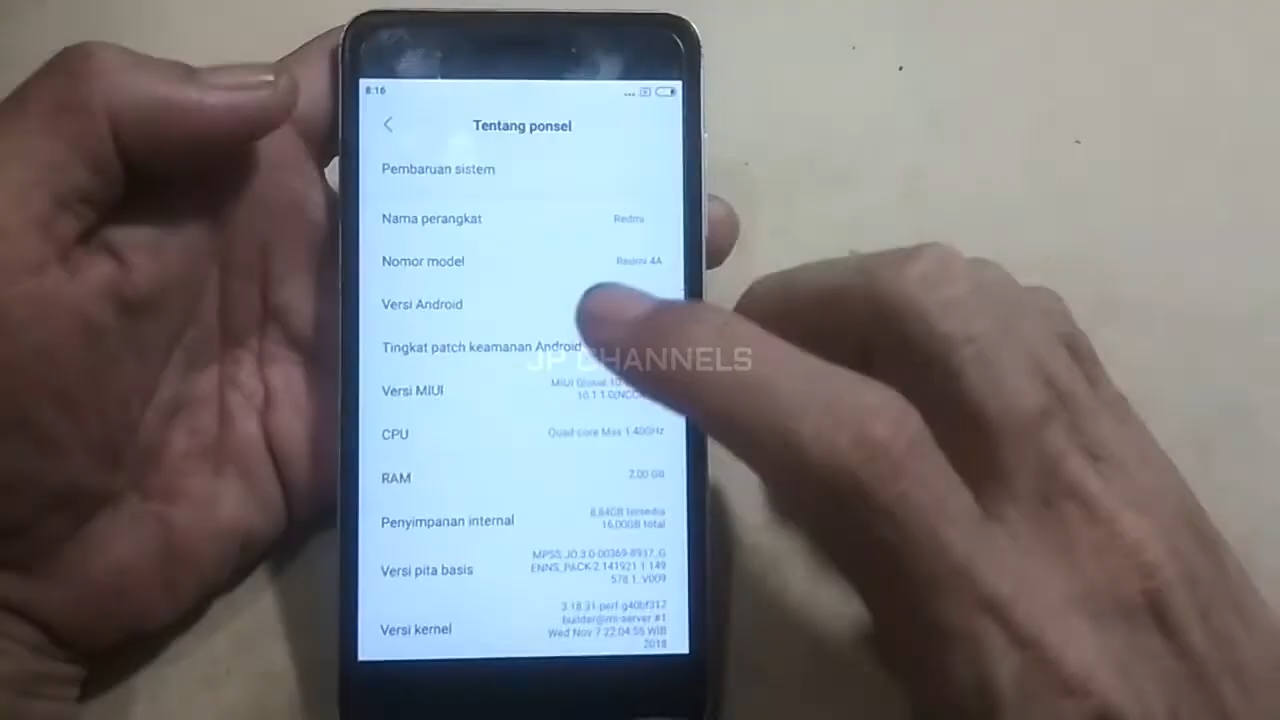 8:16
Tentang ponsel
Pembaruan sistem
Nama perangkat Redmi
Nomor model Redmi 4A
Versi Android
Tingkat patch keamanan Android
JP CHANNELS
Versi MIUI MIUI Global 10
10.1.1.0(NCC
CPU Quad-core Max 1.40GHz
RAM 2,00 GB
Penyimpanan internal 8,84GB tersedia
16,00GB total
Versi pita basis MPSS.JO.3.0-00369-8937_G
ENNS_PACK-2.141921.1.149
578.1_V009
Versi kernel 3.18.31-perf-g40bf317
builder@mi-server #1
Wed Nov 7 22:04:55 WIB
2018